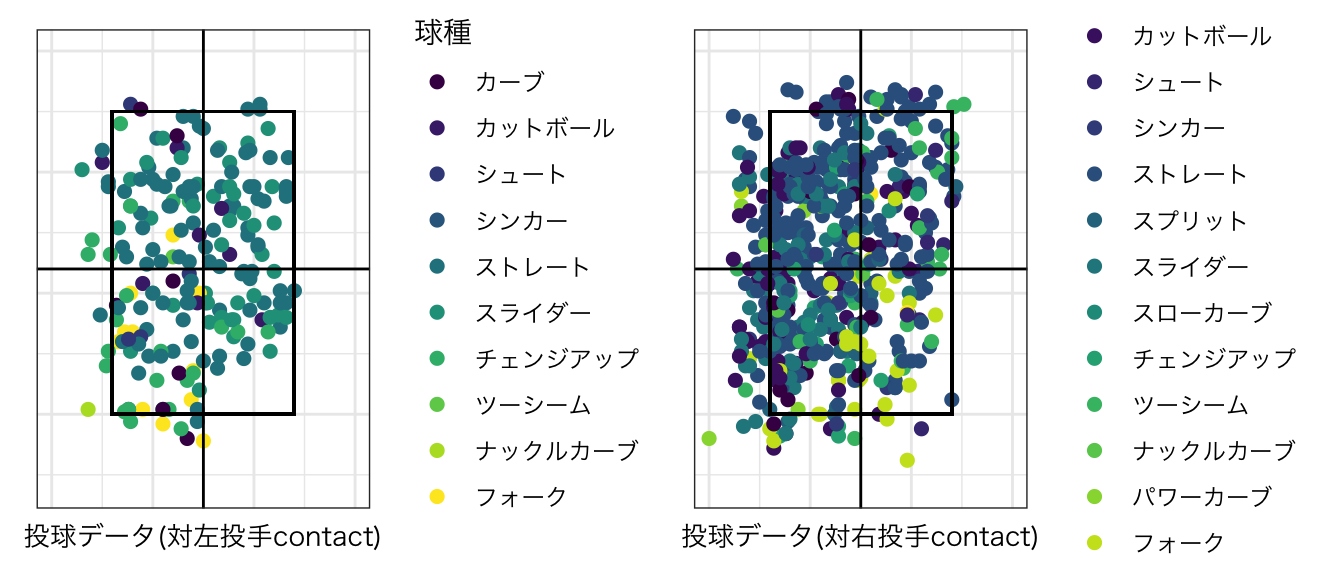 球種
カーブ
カットボール
シュート
シンカー
ストレート
スライダー
チェンジアップ
ツーシーム
ナックルカーブ
フォーク
投球データ(対左投手contact)
カットボール
シュート
シンカー
ストレート
スプリット
スライダー
スローカーブ
チェンジアップ
ツーシーム
ナックルカーブ
パワーカーブ
フォーク
投球データ(対右投手contact)